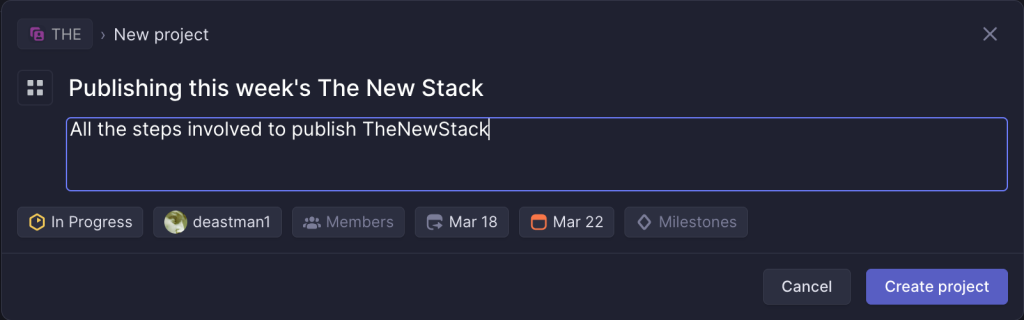 THE › New project
Publishing this week's The New Stack
All the steps involved to publish TheNewStack
In Progress deastman1 Members Mar 18 Mar 22 Milestones
Cancel Create project